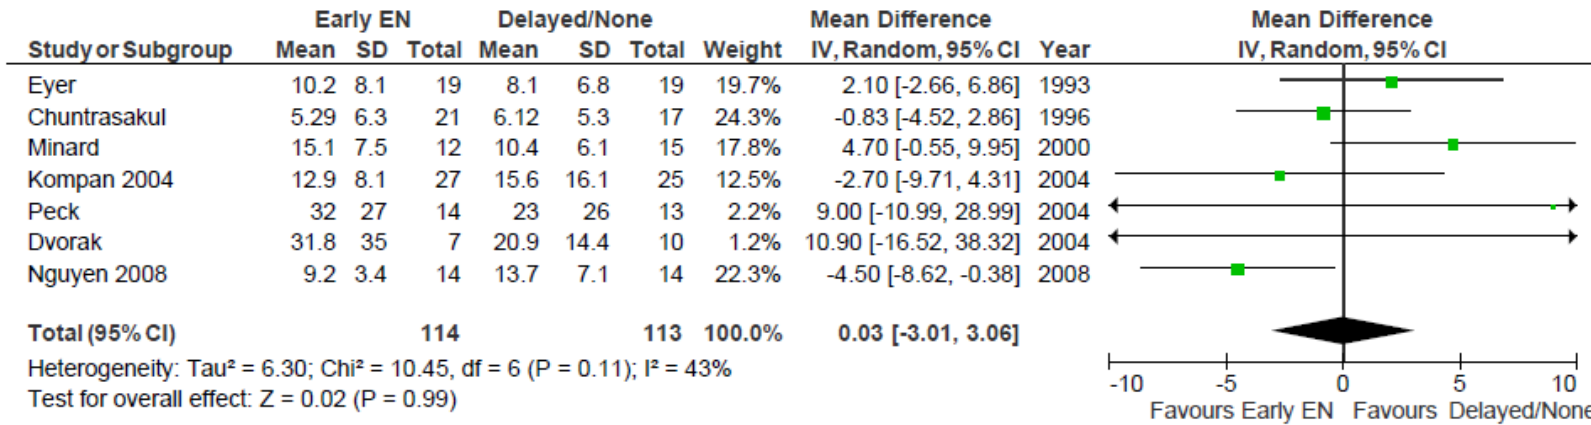 Early EN Delayed/None Mean Difference Mean Difference
Study or Subgroup Mean SD Total Mean SD Total Weight IV, Random, 95% CI Year IV, Random, 95% CI
Eyer 10.2 8.1 19 8.1 6.8 19 19.7% 2.10 [-2.66, 6.86] 1993
Chuntrasakul 5.29 6.3 21 6.12 5.3 17 24.3% -0.83 [-4.52, 2.86] 1996
Minard 15.1 7.5 12 10.4 6.1 15 17.8% 4.70 [-0.55, 9.95] 2000
Kompan 2004 12.9 8.1 27 15.6 16.1 25 12.5% -2.70 [-9.71, 4.31] 2004
Peck 32 27 14 23 26 13 2.2% 9.00 [-10.99, 28.99] 2004
Dvorak 31.8 35 7 20.9 14.4 10 1.2% 10.90 [-16.52, 38.32] 2004
Nguyen 2008 9.2 3.4 14 13.7 7.1 14 22.3% -4.50 [-8.62, -0.38] 2008
Total (95% CI) 114 113 100.0% 0.03 [-3.01, 3.06]
Heterogeneity: Tau² = 6.30; Chi² = 10.45, df = 6 (P = 0.11); I² = 43%
Test for overall effect: Z = 0.02 (P = 0.99)
-10 -5 0 5 10
Favours Early EN Favours Delayed/None